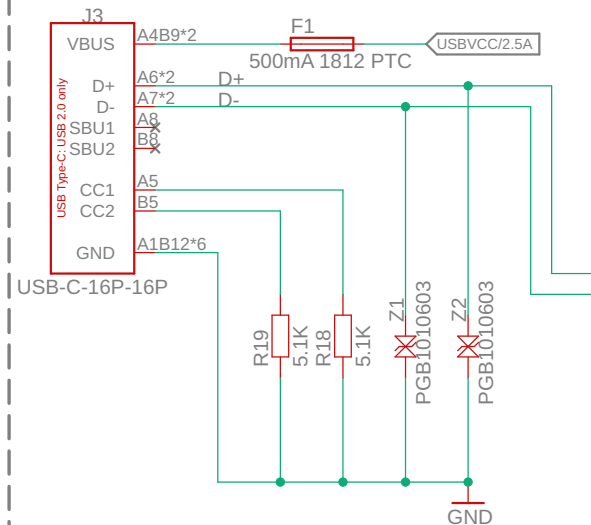 J3
F1
VBUS
A4B9*2
USBVCC/2.5A
500mA 1812 PTC
D+
A6*2
D+
D-
A7*2
D-
SBU1
A8
SBU2
B8
USB Type-C: USB 2.0 only
CC1
A5
CC2
B5
GND
A1B12*6
USB-C-16P-16P
R19
5.1K
R18
5.1K
Z1
PGB1010603
Z2
PGB1010603
GND